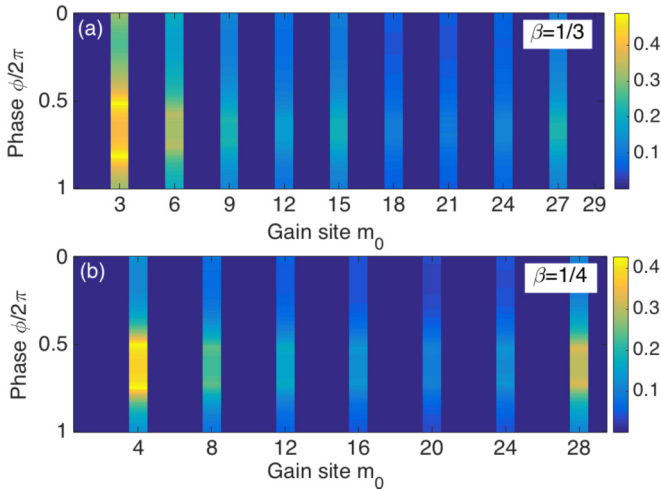 (a)
β=1/3
Phase ϕ/2π
0
0.5
1
3 6 9 12 15 18 21 24 27 29
Gain site m₀
0.4
0.3
0.2
0.1
(b)
β=1/4
Phase ϕ/2π
0
0.5
1
4 8 12 16 20 24 28
Gain site m₀
0.4
0.3
0.2
0.1